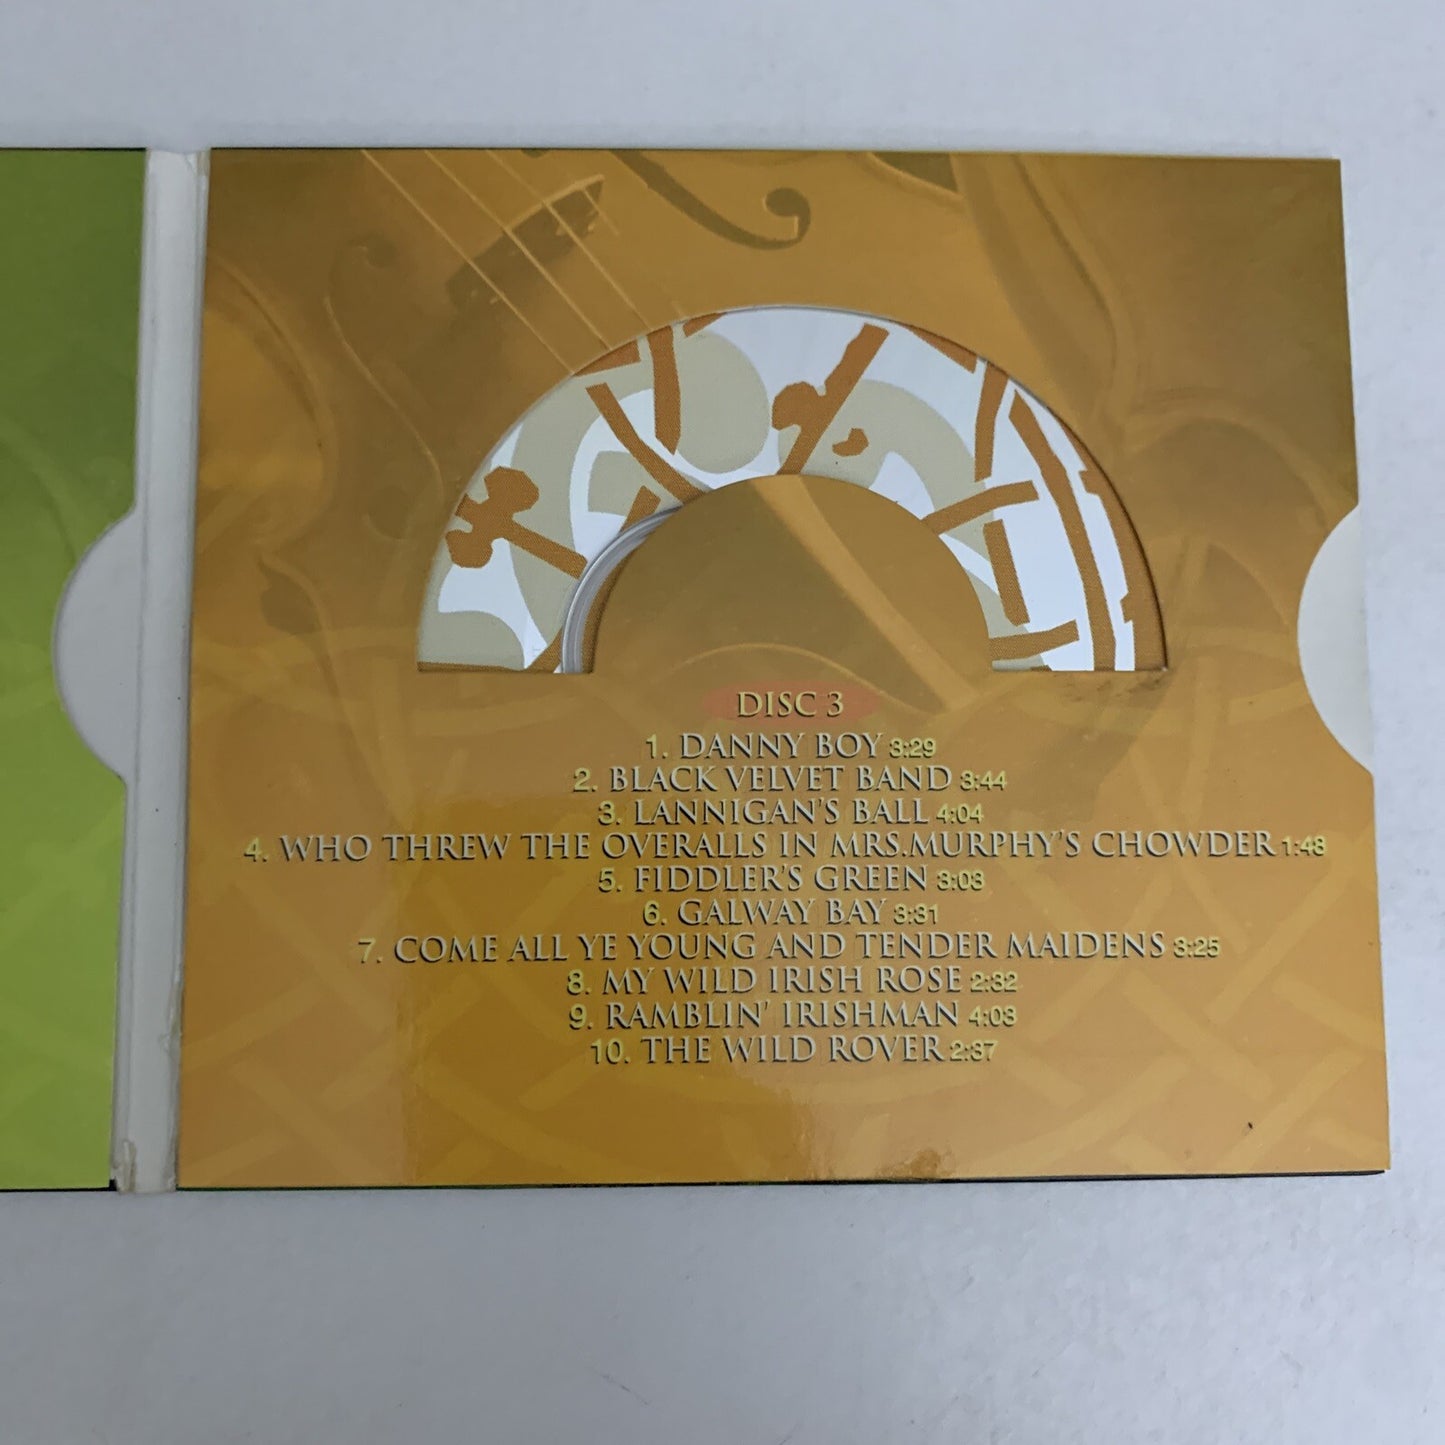 DISC 3
1. DANNY BOY 3:29
2. BLACK VELVET BAND 3:44
3. LANNIGAN'S BALL 4:04
4. WHO THREW THE OVERALLS IN MRS.MURPHY'S CHOWDER 1:48
5. FIDDLER'S GREEN 3:08
6. GALWAY BAY 3:31
7. COME ALL YE YOUNG AND TENDER MAIDENS 3:25
8. MY WILD IRISH ROSE 2:32
9. RAMBLIN' IRISHMAN 4:03
10. THE WILD ROVER 2:37